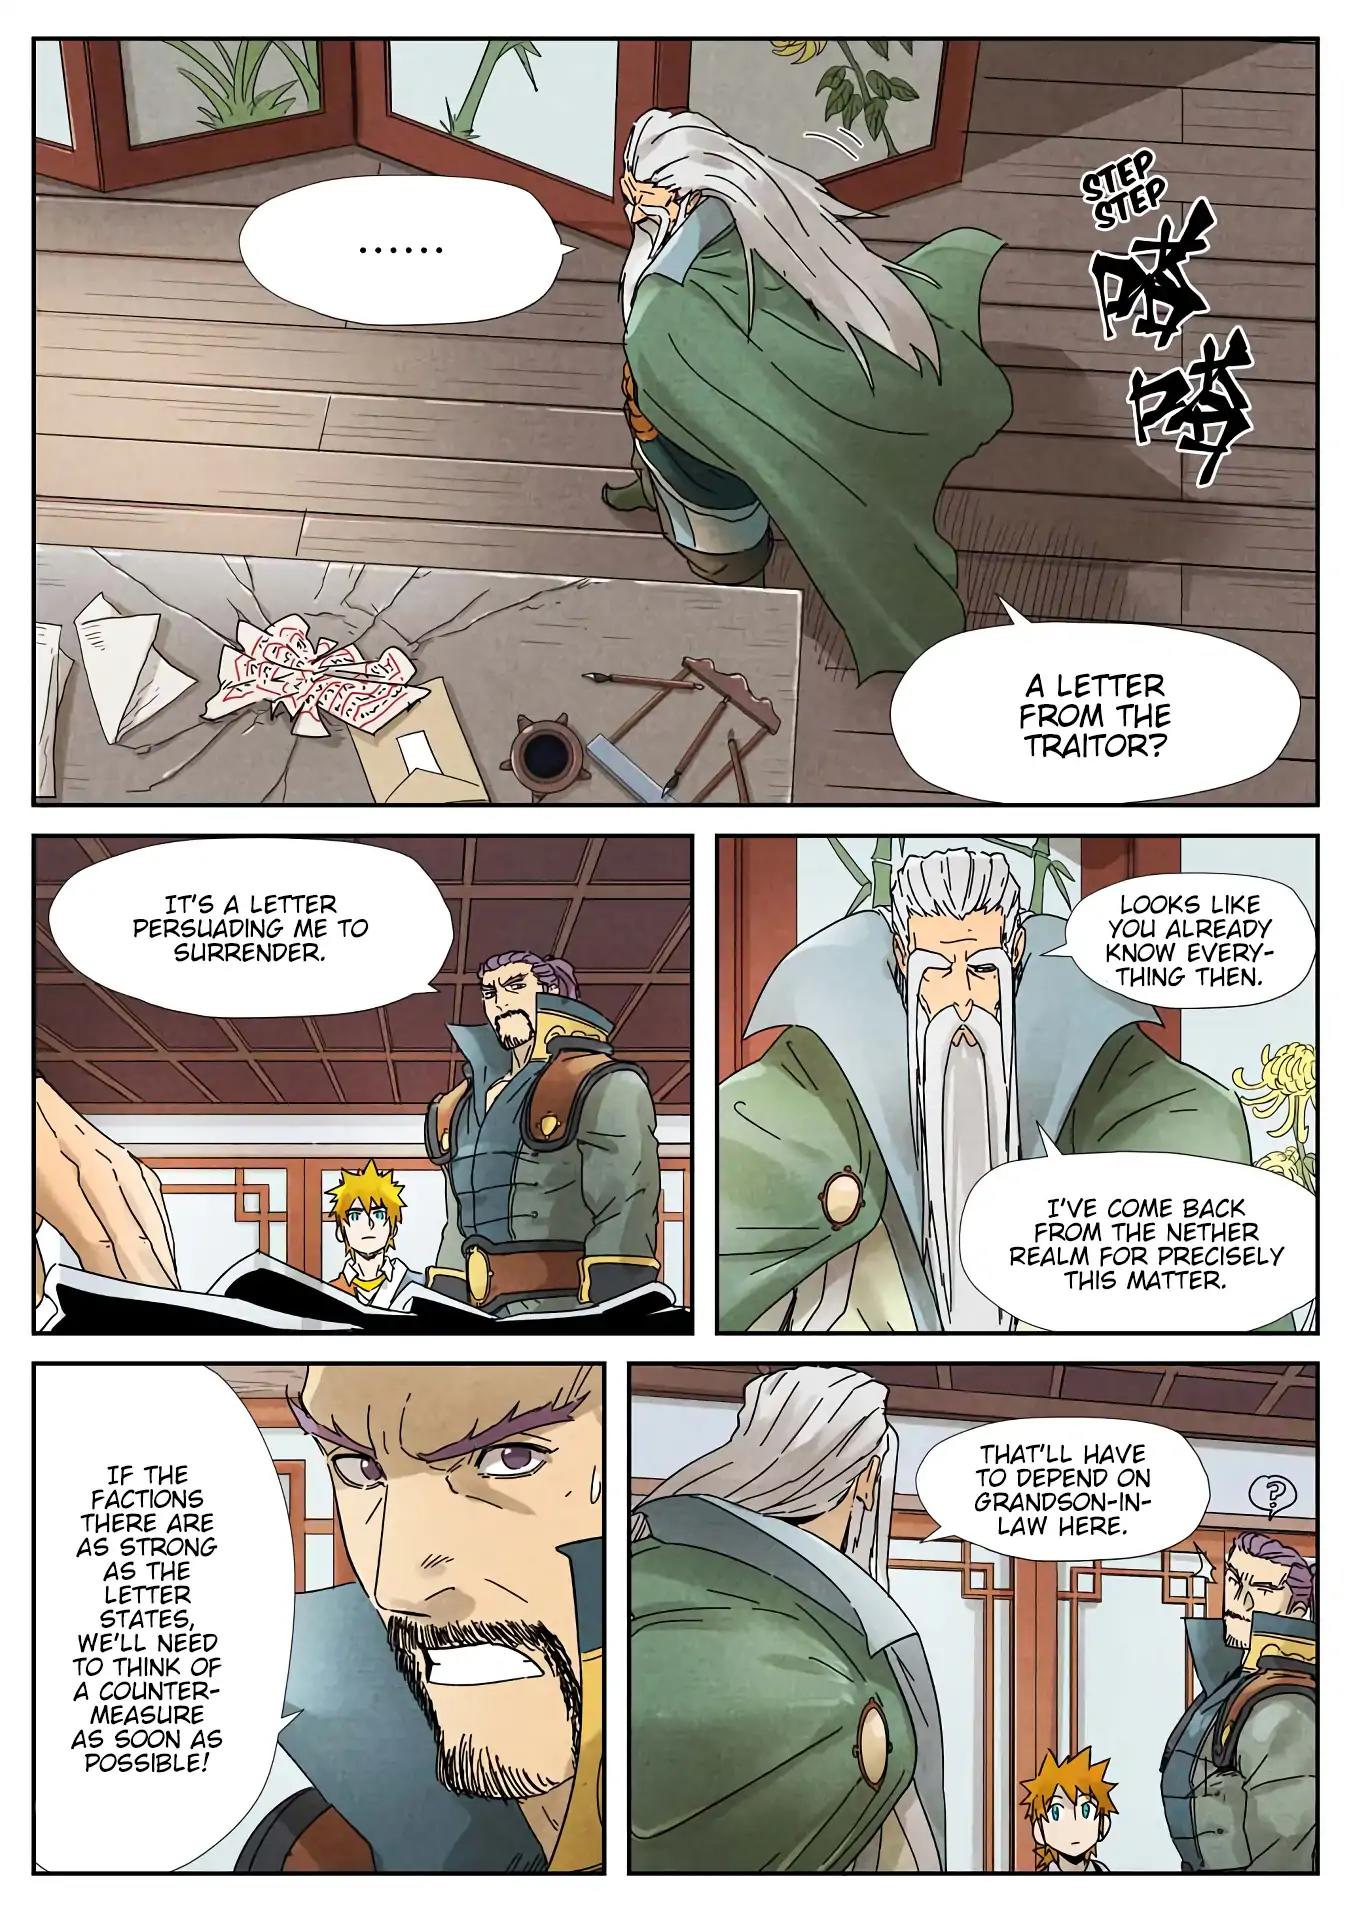 ......
STEP
STEP
嗒
嗒
A LETTER
FROM THE
TRAITOR?
IT'S A LETTER
PERSUADING ME TO
SURRENDER.
LOOKS LIKE
YOU ALREADY
KNOW EVERY-
THING THEN.
I'VE COME BACK
FROM THE NETHER
REALM FOR PRECISELY
THIS MATTER.
IF THE
FACTIONS
THERE ARE
AS STRONG
AS THE
LETTER
STATES,
WE'LL NEED
TO THINK OF
A COUNTER-
MEASURE
AS SOON AS
POSSIBLE!
THAT'LL HAVE
TO DEPEND ON
GRANDSON-IN-
LAW HERE.
?